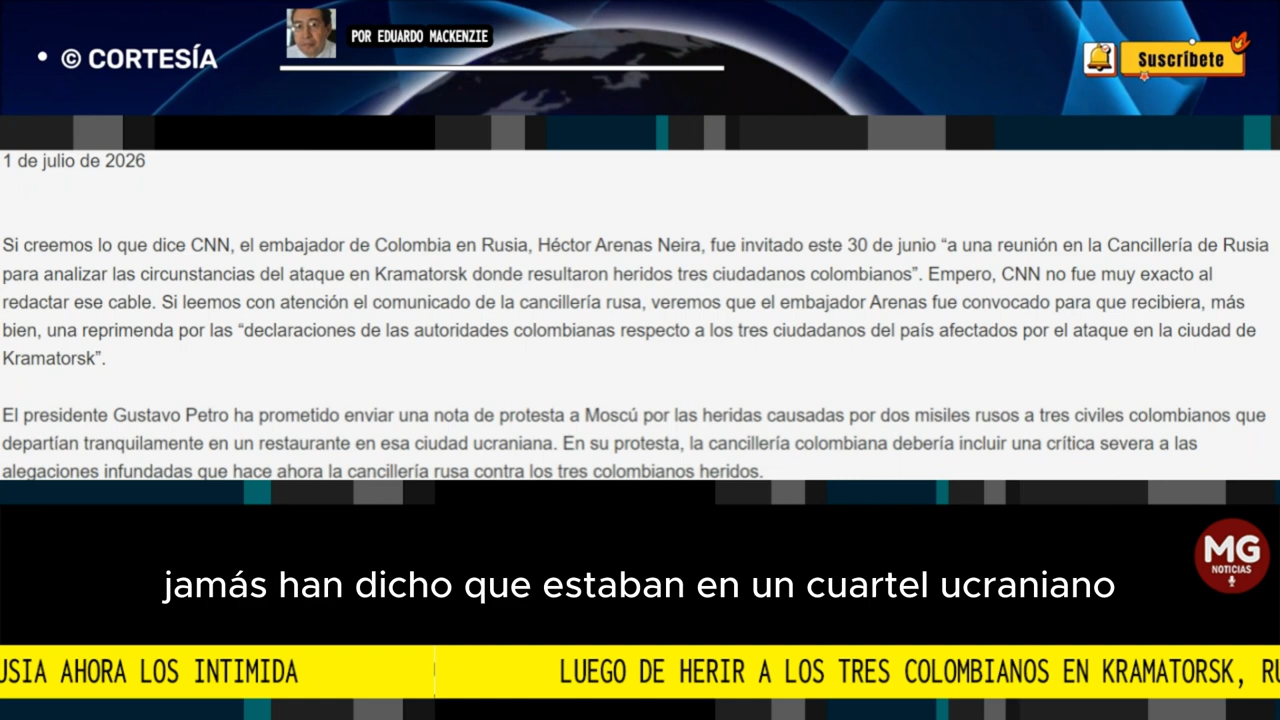 • © CORTESÍA
POR EDUARDO MACKENZIE
Suscríbete
1 de julio de 2026
Si creemos lo que dice CNN, el embajador de Colombia en Rusia, Héctor Arenas Neira, fue invitado este 30 de junio “a una reunión en la Cancillería de Rusia
para analizar las circunstancias del ataque en Kramatorsk donde resultaron heridos tres ciudadanos colombianos”. Empero, CNN no fue muy exacto al
redactar ese cable. Si leemos con atención el comunicado de la cancillería rusa, veremos que el embajador Arenas fue convocado para que recibiera, más
bien, una reprimenda por las “declaraciones de las autoridades colombianas respecto a los tres ciudadanos del país afectados por el ataque en la ciudad de
Kramatorsk”.
El presidente Gustavo Petro ha prometido enviar una nota de protesta a Moscú por las heridas causadas por dos misiles rusos a tres civiles colombianos que
departían tranquilamente en un restaurante en esa ciudad ucraniana. En su protesta, la cancillería colombiana debería incluir una crítica severa a las
alegaciones infundadas que hace ahora la cancillería rusa contra los tres colombianos heridos.
MG
NOTICIAS
jamás han dicho que estaban en un cuartel ucraniano
USIA AHORA LOS INTIMIDA
LUEGO DE HERIR A LOS TRES COLOMBIANOS EN KRAMATORSK, RU